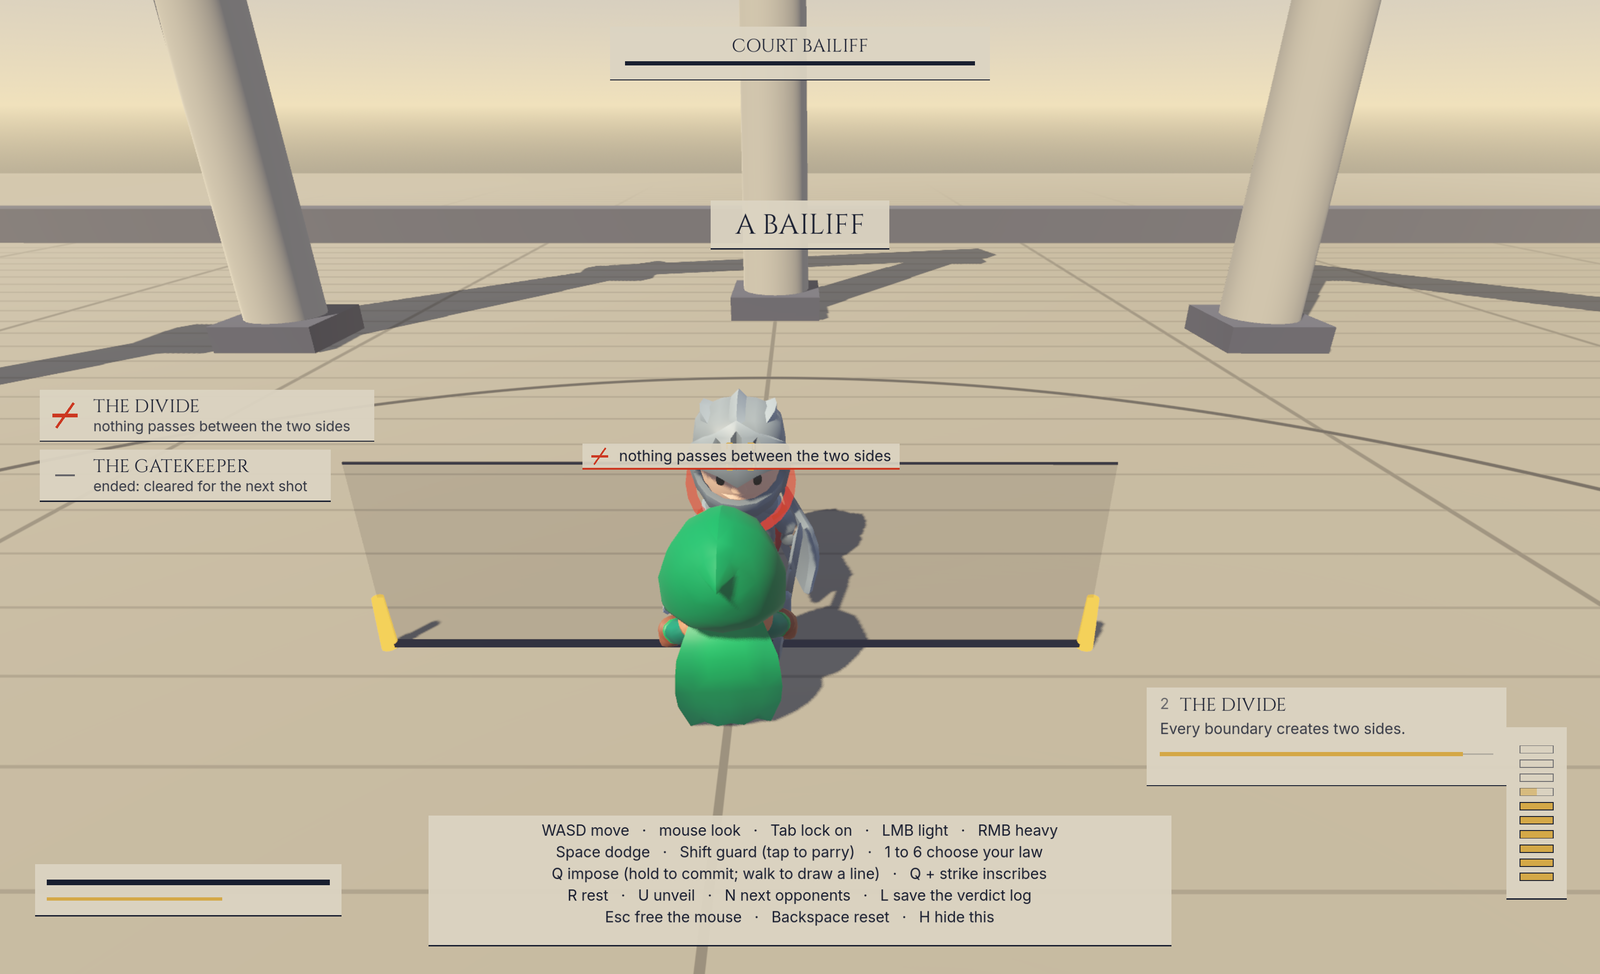 COURT BAILIFF
A BAILIFF
THE DIVIDE
nothing passes between the two sides
THE GATEKEEPER
ended: cleared for the next shot
nothing passes between the two sides
2 THE DIVIDE
Every boundary creates two sides.
WASD move · mouse look · Tab lock on · LMB light · RMB heavy
Space dodge · Shift guard (tap to parry) · 1 to 6 choose your law
Q impose (hold to commit; walk to draw a line) · Q + strike inscribes
R rest · U unveil · N next opponents · L save the verdict log
Esc free the mouse · Backspace reset · H hide this